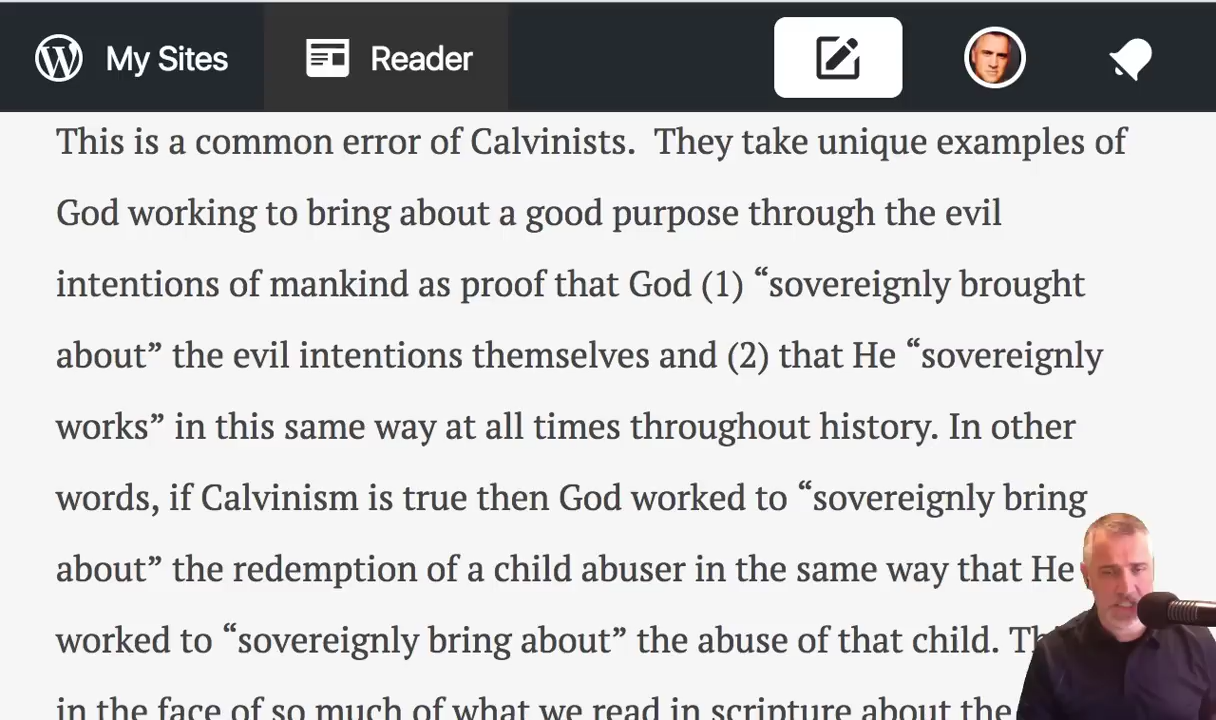 My Sites
Reader
This is a common error of Calvinists.  They take unique examples of
God working to bring about a good purpose through the evil
intentions of mankind as proof that God (1) “sovereignly brought
about” the evil intentions themselves and (2) that He “sovereignly
works” in this same way at all times throughout history. In other
words, if Calvinism is true then God worked to “sovereignly bring
about” the redemption of a child abuser in the same way that He
worked to “sovereignly bring about” the abuse of that child.
in the face of so much of what we read in scripture about the